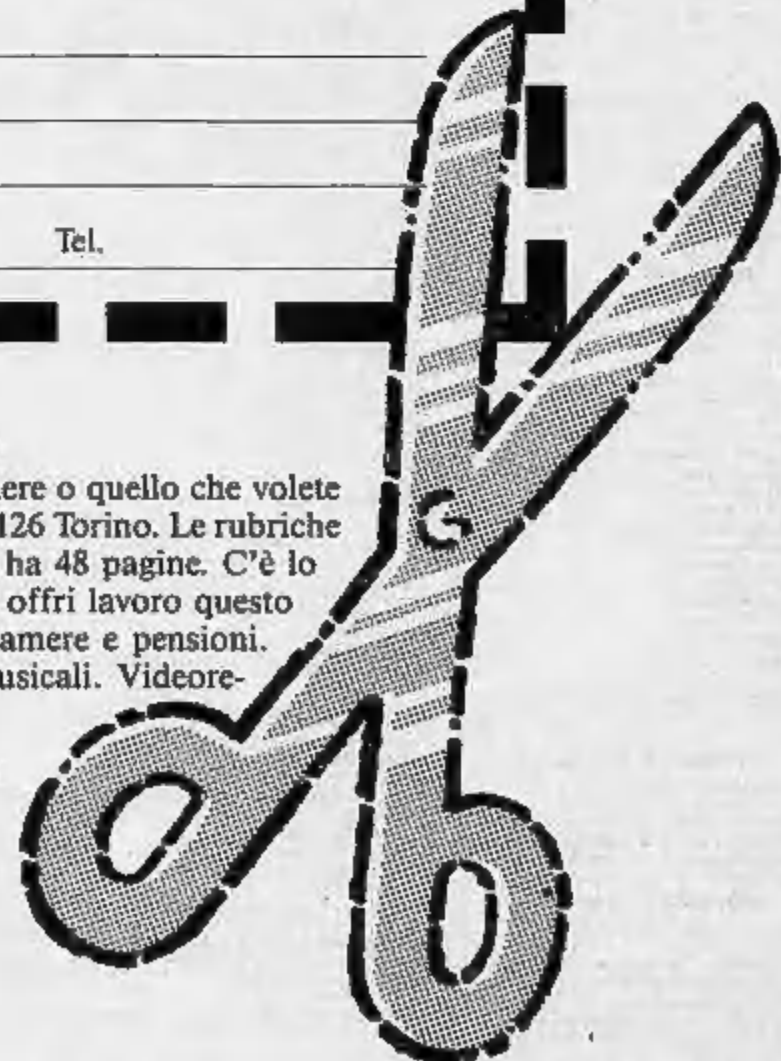 Tel.
ere o quello che volete
126 Torino. Le rubriche
ha 48 pagine. C'è lo
offri lavoro questo
amere e pensioni.
usicali. Videore-